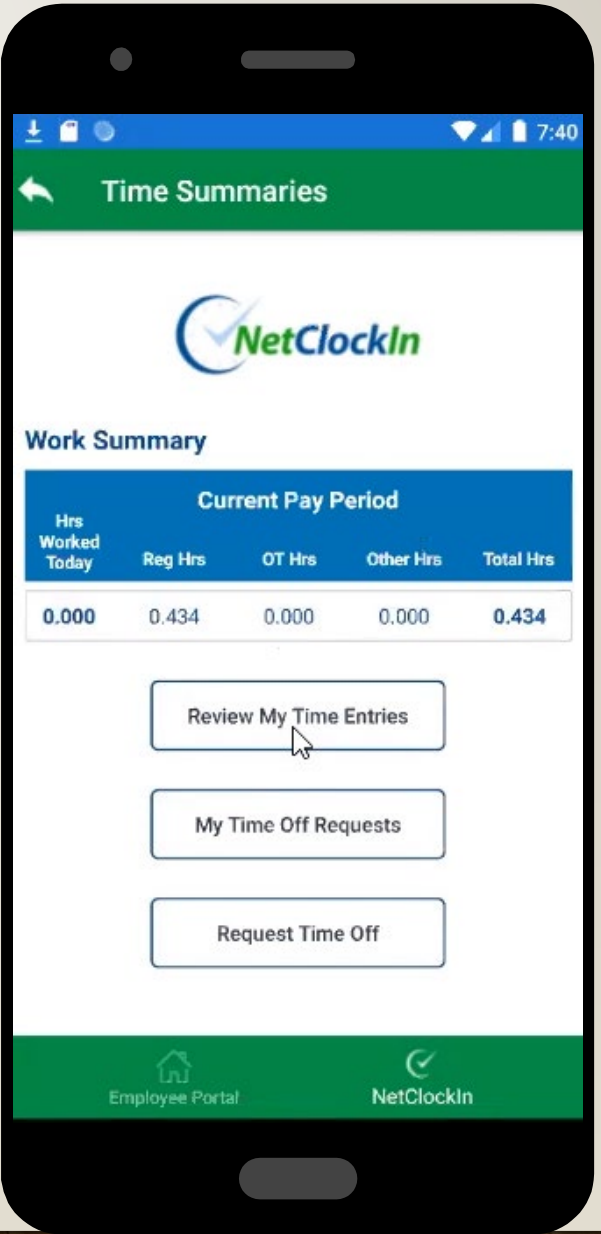 7:40
Time Summaries
NetClockIn
Work Summary
Current Pay Period
Hrs
Worked
Today Reg Hrs OT Hrs Other Hrs Total Hrs
0.000 0.434 0.000 0.000 0.434
Review My Time Entries
My Time Off Requests
Request Time Off
Employee Portal NetClockIn